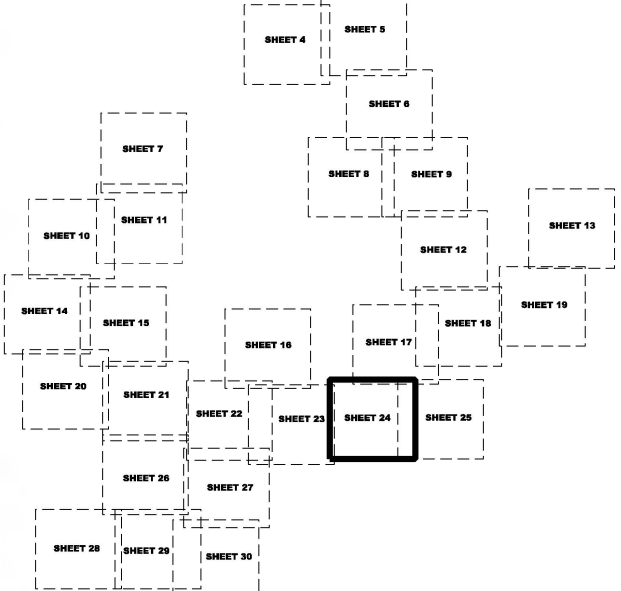 SHEET 4
SHEET 5
SHEET 6
SHEET 7
SHEET 8
SHEET 9
SHEET 10
SHEET 11
SHEET 12
SHEET 13
SHEET 14
SHEET 15
SHEET 16
SHEET 17
SHEET 18
SHEET 19
SHEET 20
SHEET 21
SHEET 22
SHEET 23
SHEET 24
SHEET 25
SHEET 26
SHEET 27
SHEET 28
SHEET 29
SHEET 30